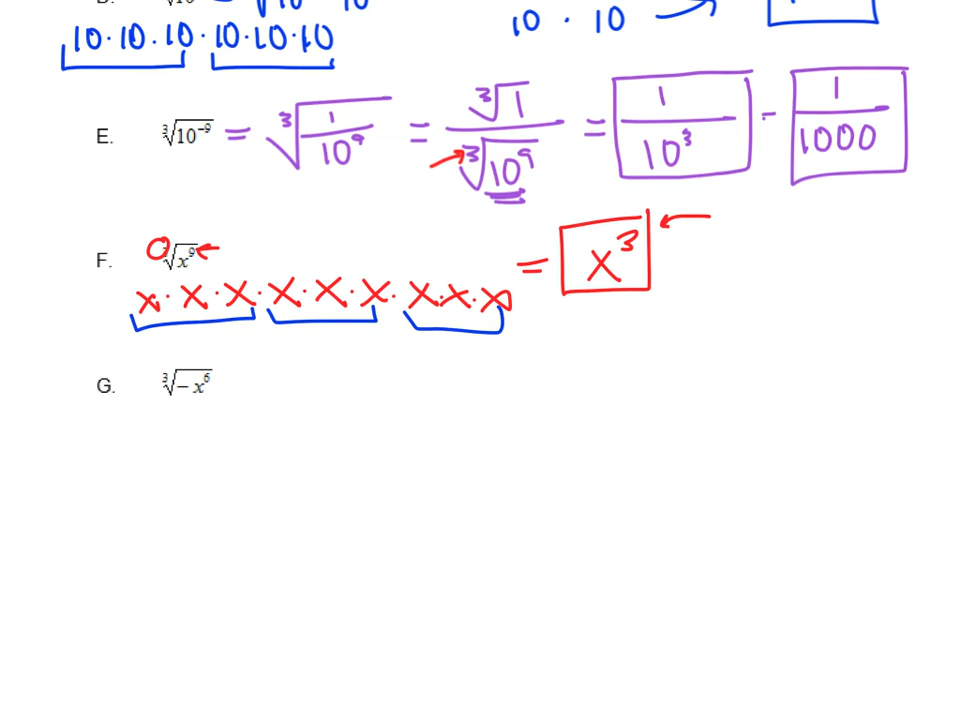 10 · 10
10·10·10·10·10·10
E. ∛(10⁻⁹) = ∛(1/10⁹) = ∛1/∛(10⁹) = 1/10³ = 1/1000
F. ∛(x⁹) = x³
x·x·x·x·x·x·x·x·x
G. ∛(−x⁶)